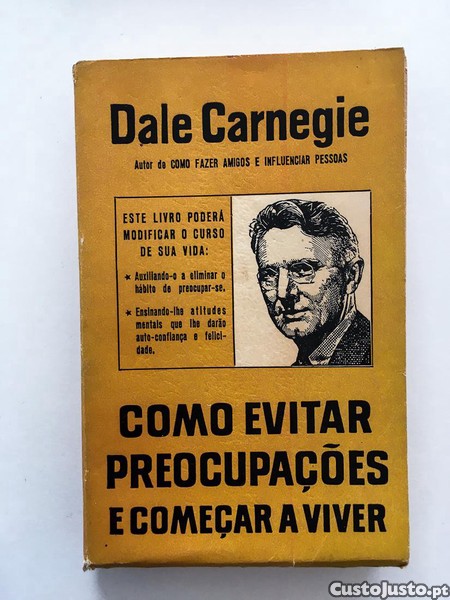 Dale Carnegie
Autor de COMO FAZER AMIGOS E INFLUENCIAR PESSOAS
ESTE LIVRO PODERÁ
MODIFICAR O CURSO
DE SUA VIDA:
★ Auxiliando-o a eliminar o
hábito de preocupar-se.
★ Ensinando-lhe atitudes
mentais que lhe darão
auto-confiança e felici-
dade.
COMO EVITAR
PREOCUPAÇÕES
E COMEÇAR A VIVER
CustoJusto.pt